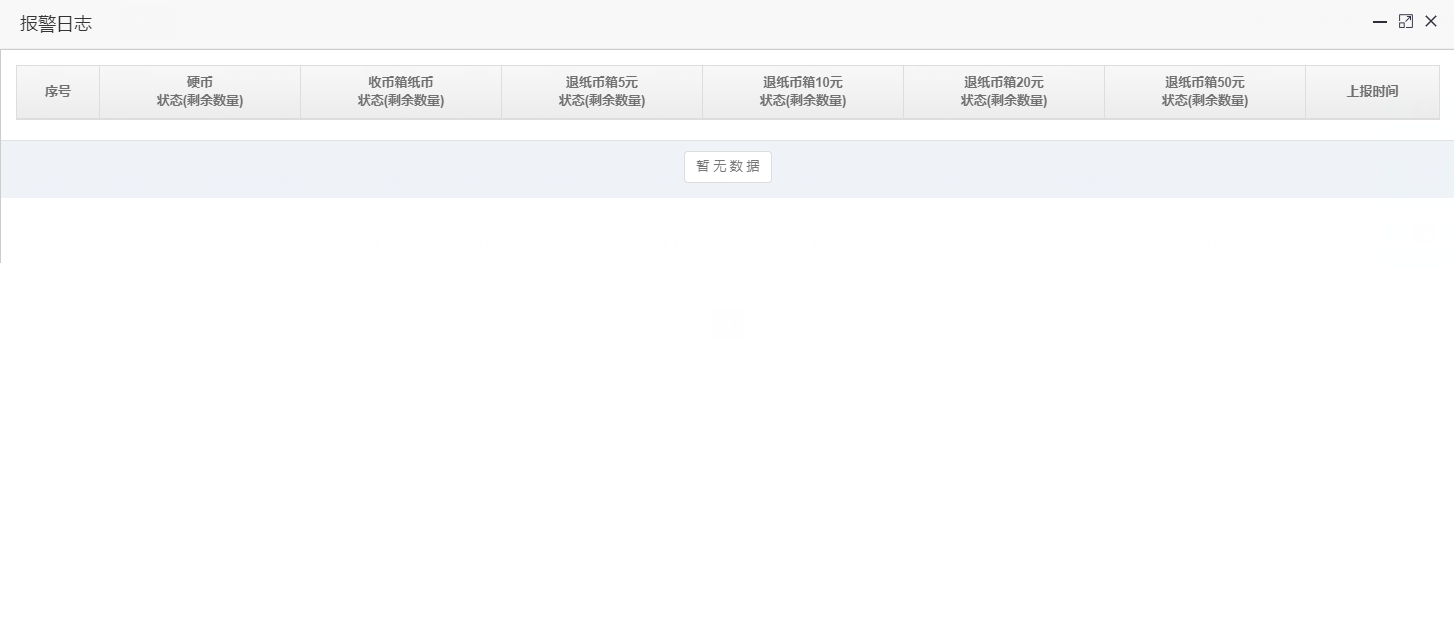 报警日志
序号
硬币
状态(剩余数量)
收币箱纸币
状态(剩余数量)
退纸币箱5元
状态(剩余数量)
退纸币箱10元
状态(剩余数量)
退纸币箱20元
状态(剩余数量)
退纸币箱50元
状态(剩余数量)
上报时间
暂无数据